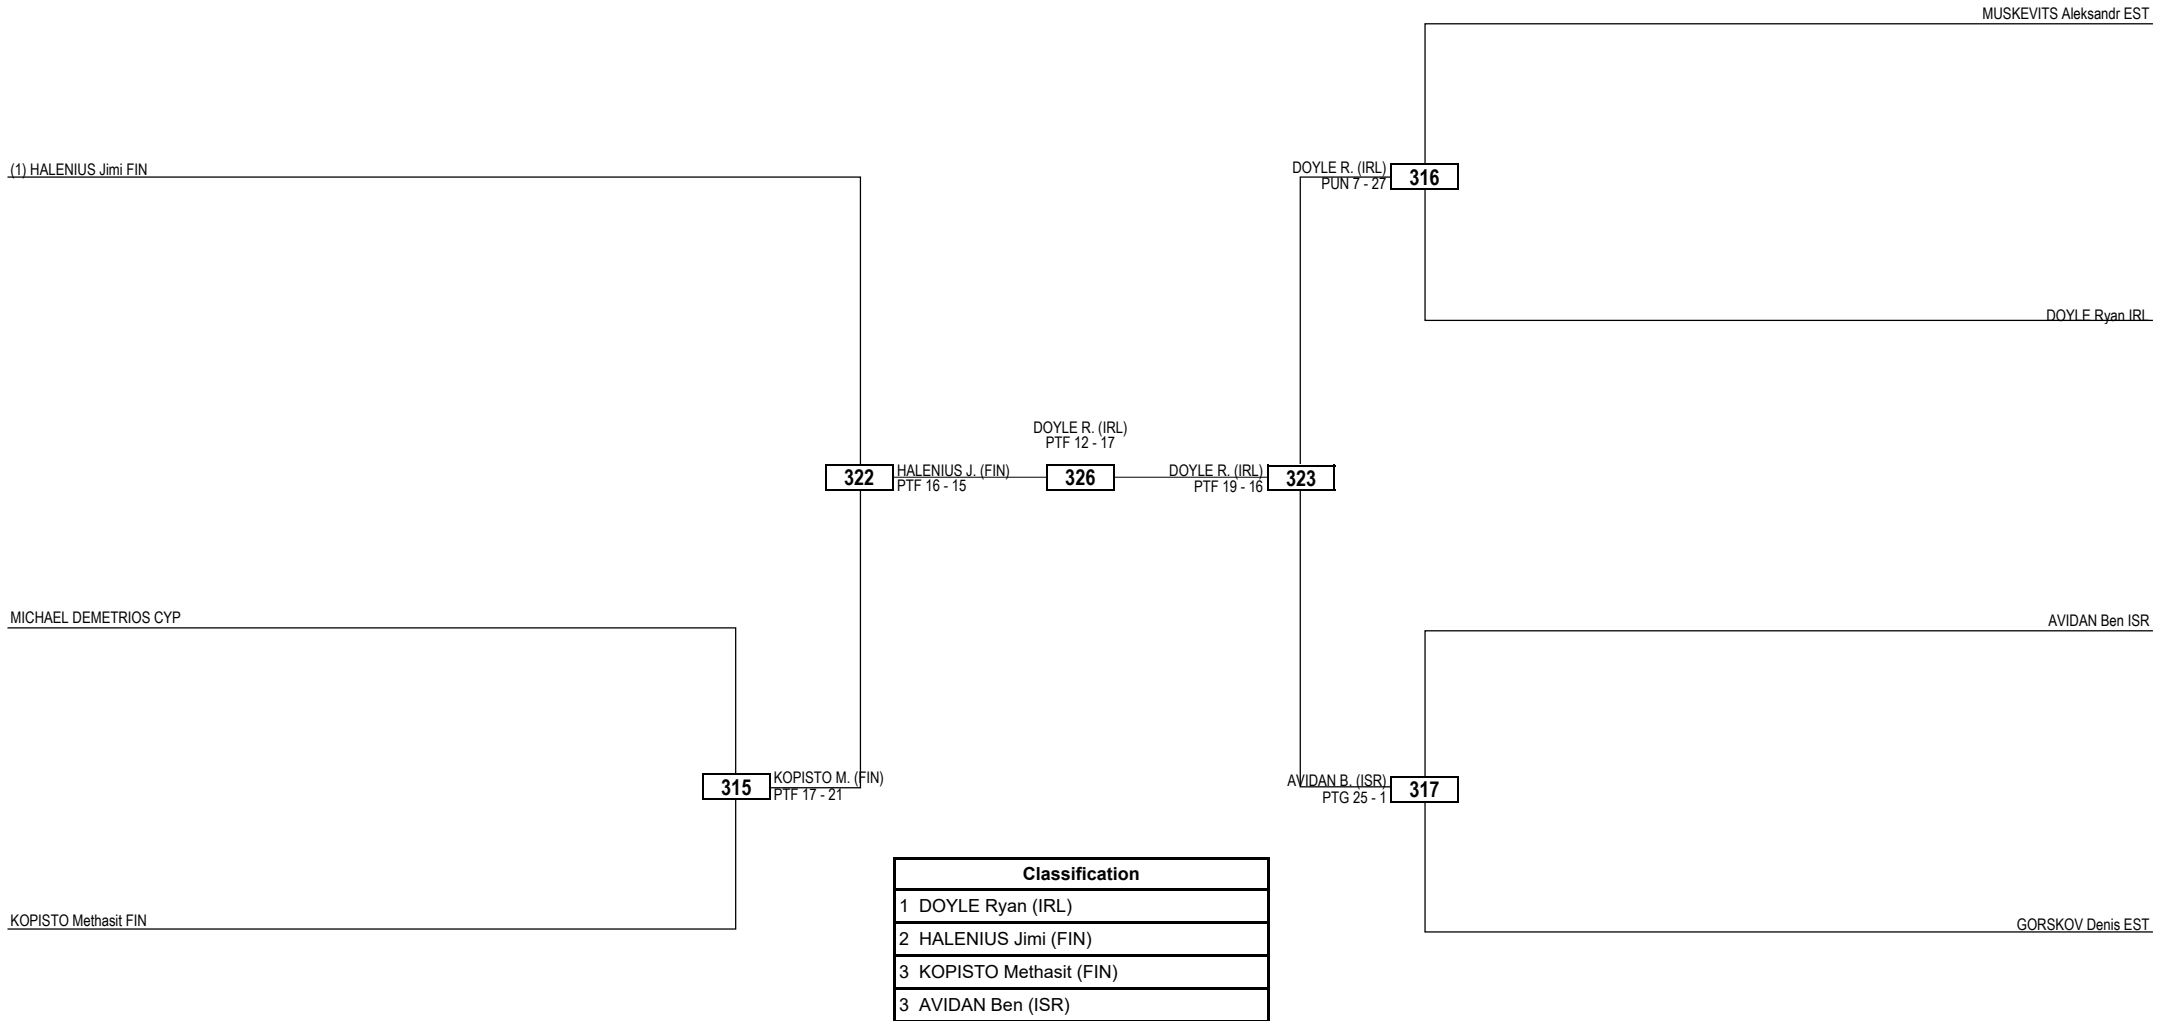 MUSKEVITS Aleksandr EST
(1) HALENIUS Jimi FIN
DOYLE R. (IRL)
PUN 7 - 27
316
DOYLE Ryan IRL
DOYLE R. (IRL)
PTF 12 - 17
322
HALENIUS J. (FIN)
PTF 16 - 15
326
DOYLE R. (IRL)
PTF 19 - 16
323
MICHAEL DEMETRIOS CYP
AVIDAN Ben ISR
315
KOPISTO M. (FIN)
PTF 17 - 21
AVIDAN B. (ISR)
PTG 25 - 1
317
KOPISTO Methasit FIN
GORSKOV Denis EST
Classification
1 DOYLE Ryan (IRL)
2 HALENIUS Jimi (FIN)
3 KOPISTO Methasit (FIN)
3 AVIDAN Ben (ISR)